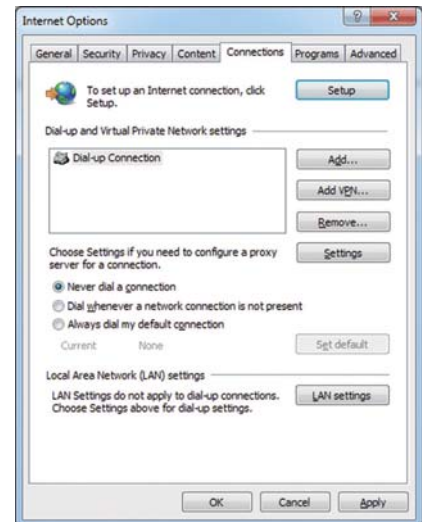 Internet Options
General Security Privacy Content Connections Programs Advanced
To set up an Internet connection, click
Setup.
Setup
Dial-up and Virtual Private Network settings
Dial-up Connection
Add...
Add VPN...
Remove...
Choose Settings if you need to configure a proxy
server for a connection.
Settings
Never dial a connection
Dial whenever a network connection is not present
Always dial my default connection
Current None
Set default
Local Area Network (LAN) settings
LAN Settings do not apply to dial-up connections.
Choose Settings above for dial-up settings.
LAN settings
OK Cancel Apply